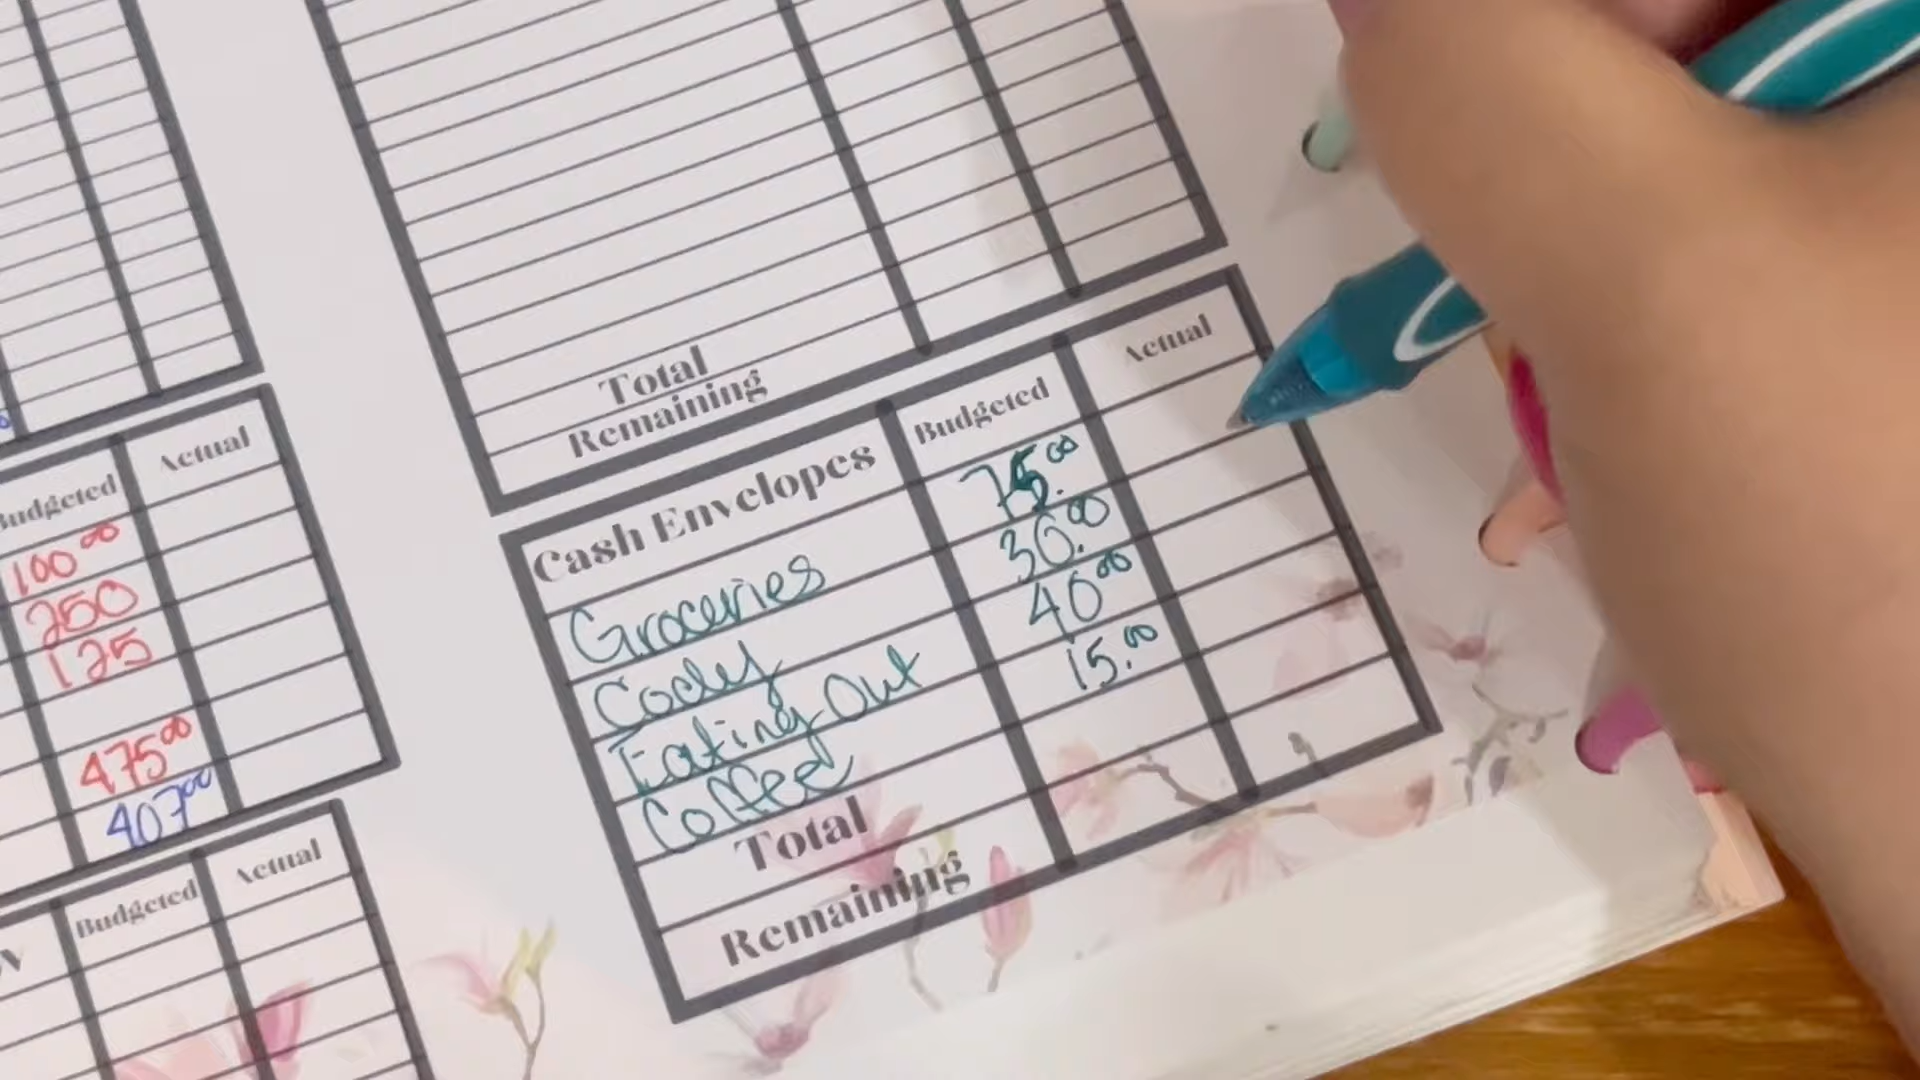 Total
Remaining
Cash Envelopes Budgeted Actual
Groceries 75.00
Cody 30.00
Eating Out 40.00
Coffee 15.00
Total
Remaining
Budgeted Actual
100.00
250
125
475.00
407.00
Budgeted Actual